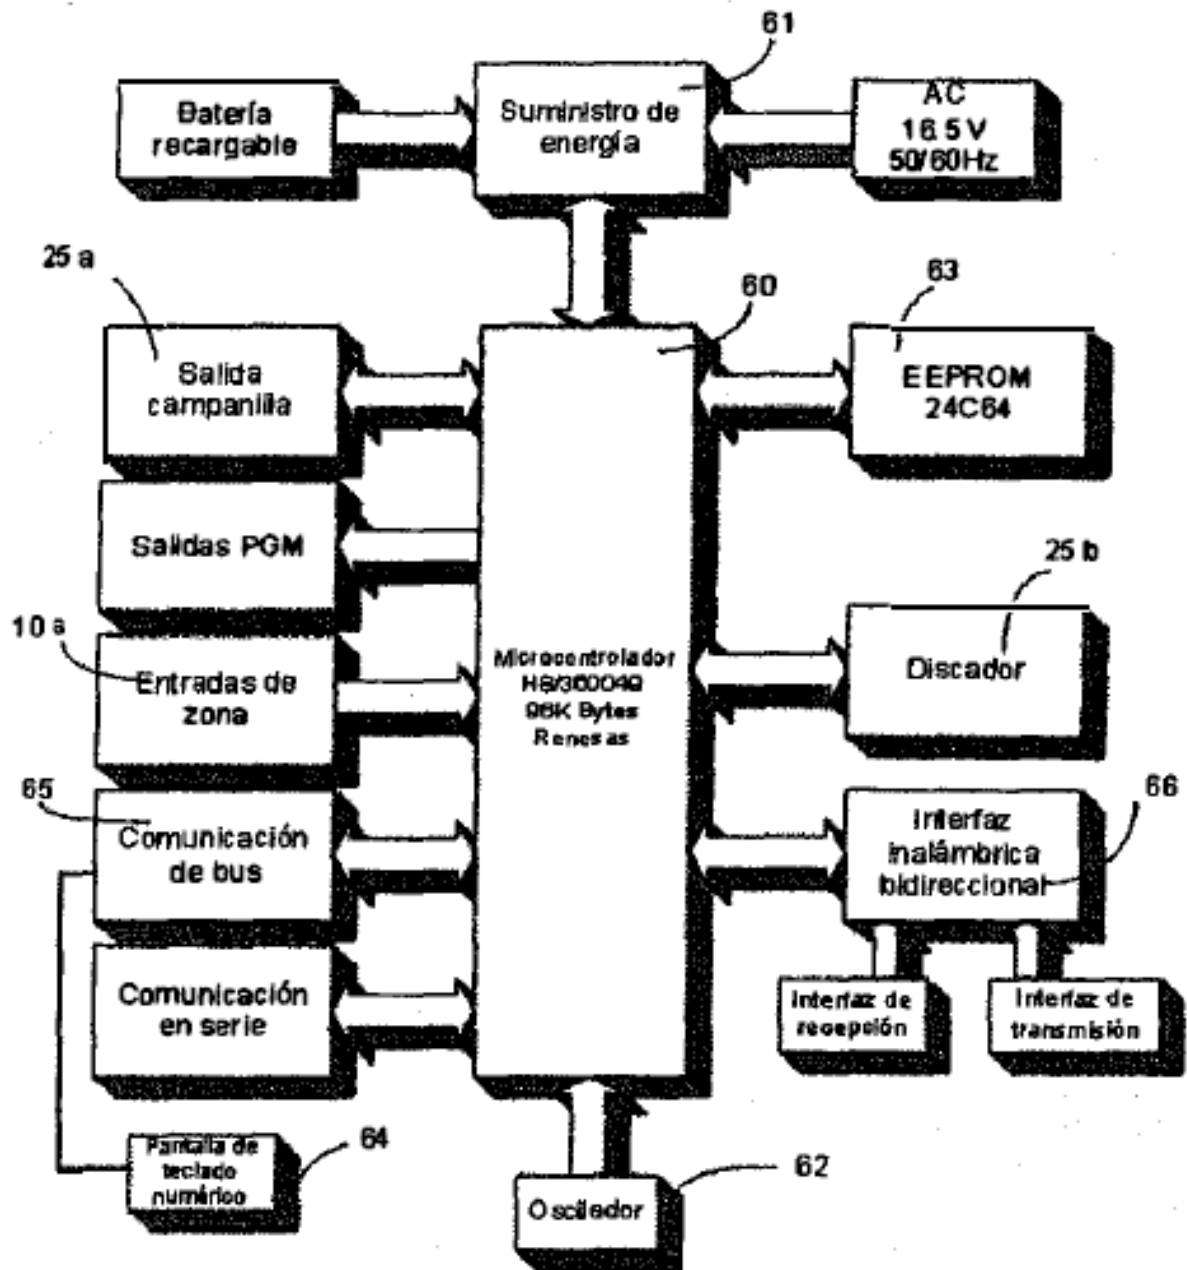 61
Batería
recargable
Suministro de
energía
AC
16.5 V
50/60Hz
25 a
60
63
Salida
campanilla
EEPROM
24C64
Salidas PGM
25 b
10 a
Entradas de
zona
Microcontrolador
H8/360049
96K Bytes
Renesas
Discador
65
66
Comunicación
de bus
Interfaz
inalámbrica
bidireccional
Comunicación
en serie
Interfaz de
recepción
Interfaz de
transmisión
Pantalla de
teclado
numérico
64
62
Oscilador